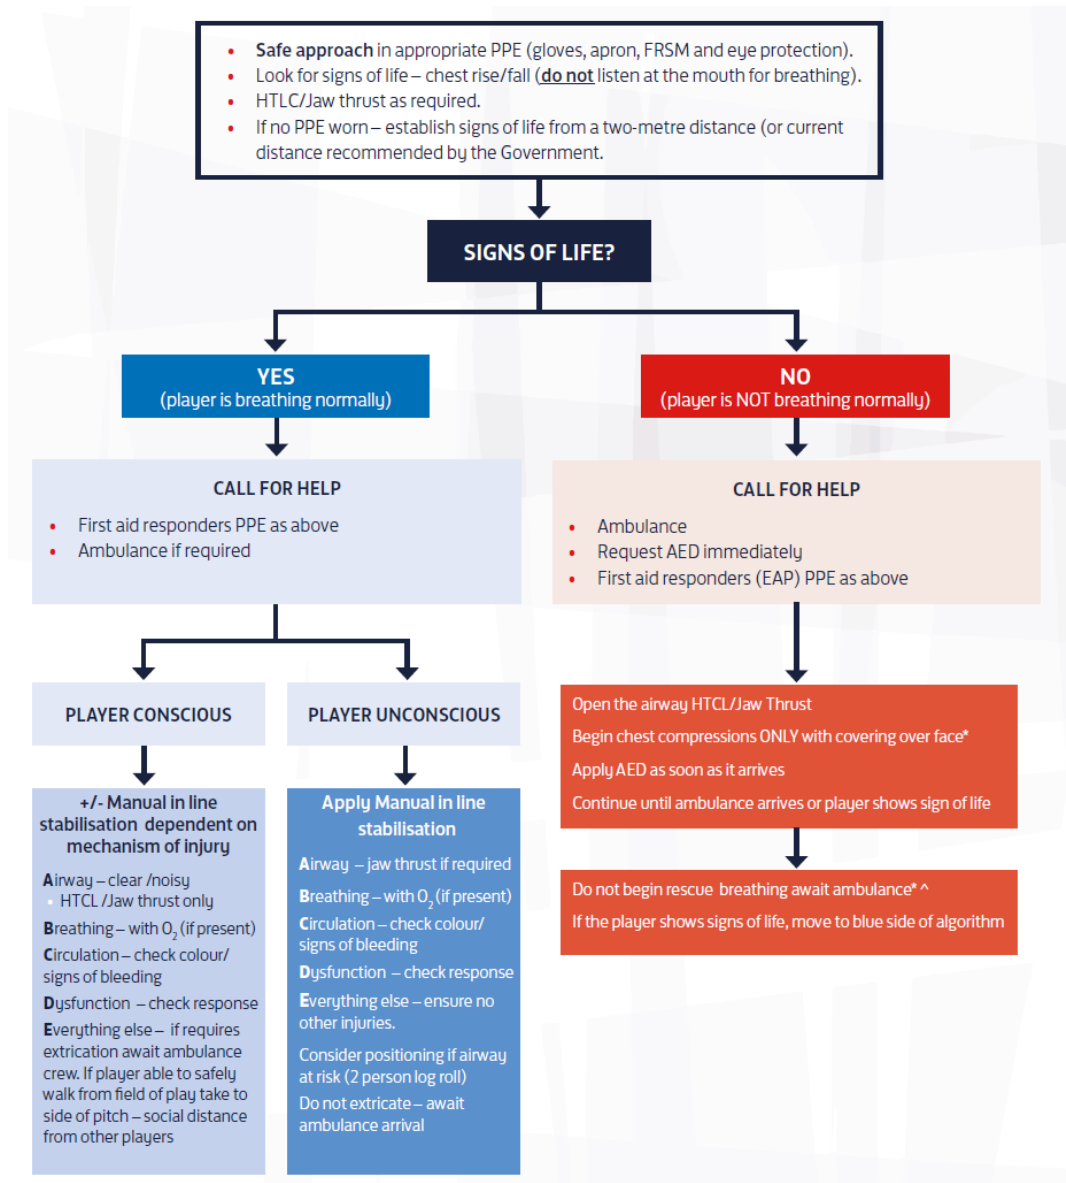 • Safe approach in appropriate PPE (gloves, apron, FRSM and eye protection).
• Look for signs of life – chest rise/fall (do not listen at the mouth for breathing).
• HTLC/Jaw thrust as required.
• If no PPE worn – establish signs of life from a two-metre distance (or current
distance recommended by the Government.
SIGNS OF LIFE?
YES
(player is breathing normally)
CALL FOR HELP
• First aid responders PPE as above
• Ambulance if required
PLAYER CONSCIOUS
+/- Manual in line
stabilisation dependent on
mechanism of injury
Airway – clear /noisy
• HTCL /Jaw thrust only
Breathing – with O2 (if present)
Circulation – check colour/
signs of bleeding
Dysfunction – check response
Everything else – if requires
extrication await ambulance
crew. If player able to safely
walk from field of play take to
side of pitch – social distance
from other players
PLAYER UNCONSCIOUS
Apply Manual in line
stabilisation
Airway – jaw thrust if required
Breathing – with O2 (if present)
Circulation – check colour/
signs of bleeding
Dysfunction – check response
Everything else – ensure no
other injuries.
Consider positioning if airway
at risk (2 person log roll)
Do not extricate – await
ambulance arrival
NO
(player is NOT breathing normally)
CALL FOR HELP
• Ambulance
• Request AED immediately
• First aid responders (EAP) PPE as above
Open the airway HTCL/Jaw Thrust
Begin chest compressions ONLY with covering over face*
Apply AED as soon as it arrives
Continue until ambulance arrives or player shows sign of life
Do not begin rescue breathing await ambulance* ^
If the player shows signs of life, move to blue side of algorithm